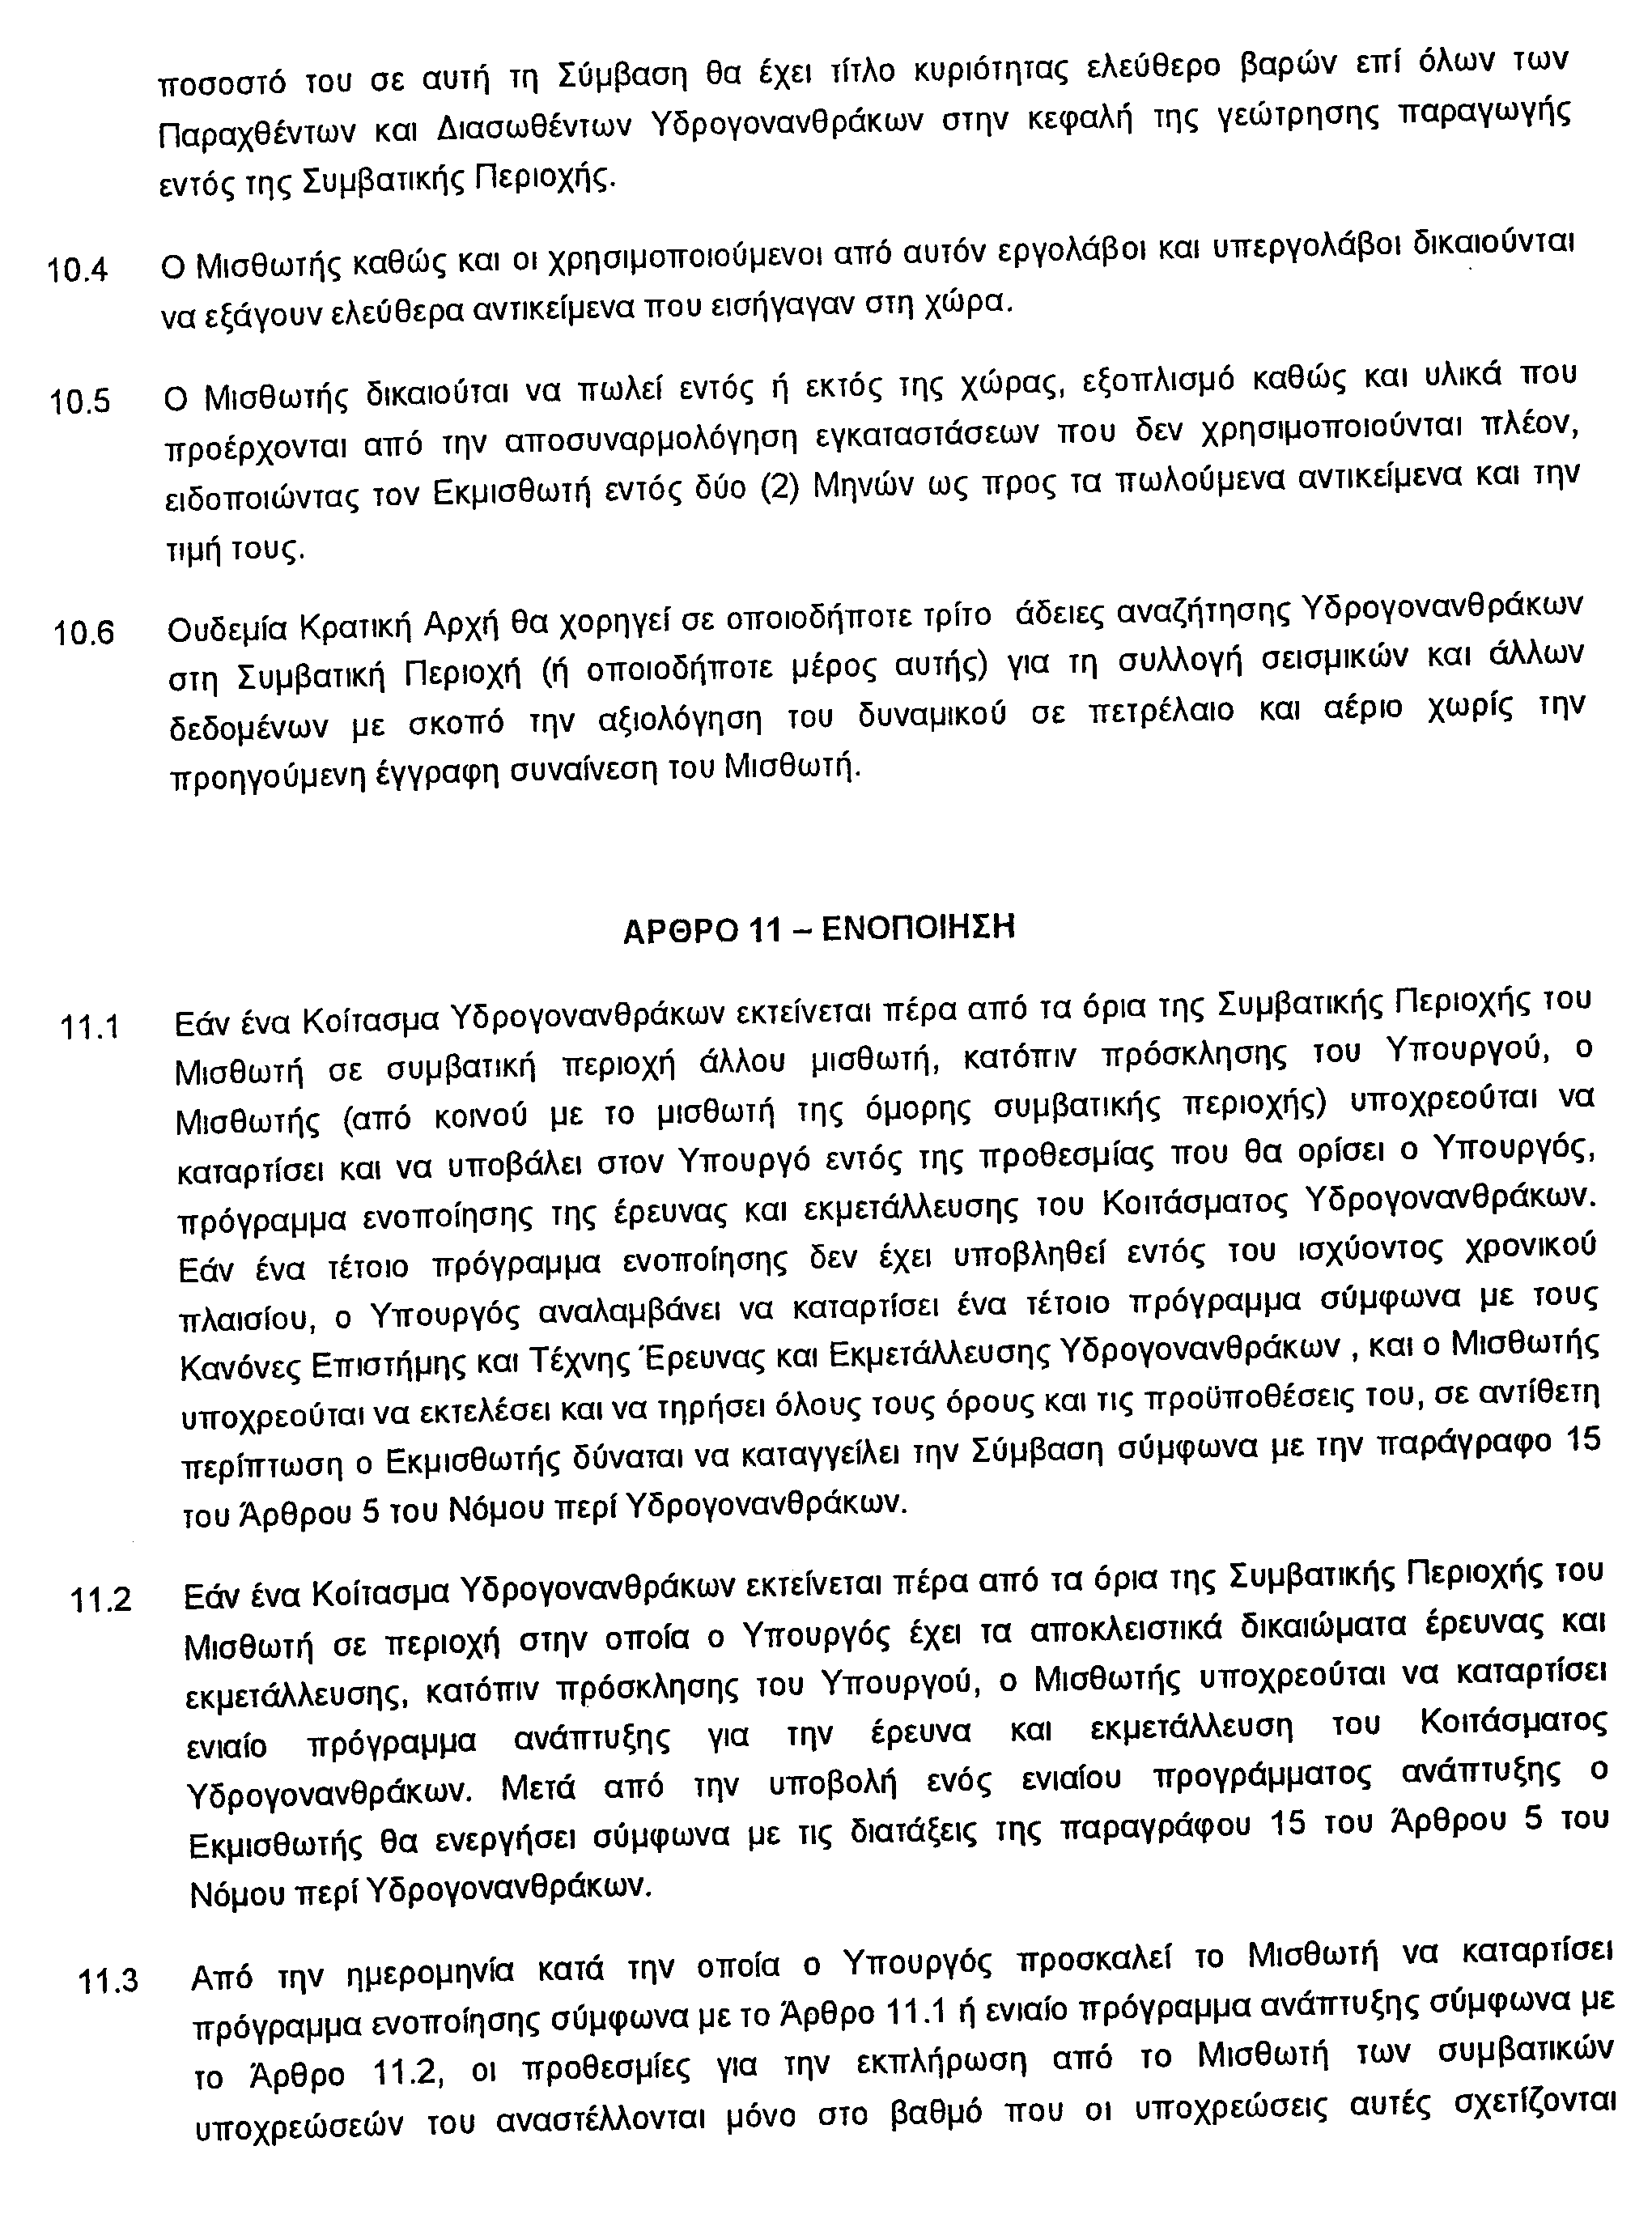 ποσοστό του σε αυτή τη Σύμβαση θα έχει τίτλο κυριότητας ελεύθερο βαρών επί όλων των
Παραχθέντων και Διασωθέντων Υδρογονανθράκων στην κεφαλή της γεώτρησης παραγωγής
εντός της Συμβατικής Περιοχής.
10.4 Ο Μισθωτής καθώς και οι χρησιμοποιούμενοι από αυτόν εργολάβοι και υπεργολάβοι δικαιούνται
να εξάγουν ελεύθερα αντικείμενα που εισήγαγαν στη χώρα.
10.5 Ο Μισθωτής δικαιούται να πωλεί εντός ή εκτός της χώρας, εξοπλισμό καθώς και υλικά που
προέρχονται από την αποσυναρμολόγηση εγκαταστάσεων που δεν χρησιμοποιούνται πλέον,
ειδοποιώντας τον Εκμισθωτή εντός δύο (2) Μηνών ως προς τα πωλούμενα αντικείμενα και την
τιμή τους.
10.6 Ουδεμία Κρατική Αρχή θα χορηγεί σε οποιοδήποτε τρίτο άδειες αναζήτησης Υδρογονανθράκων
στη Συμβατική Περιοχή (ή οποιοδήποτε μέρος αυτής) για τη συλλογή σεισμικών και άλλων
δεδομένων με σκοπό την αξιολόγηση του δυναμικού σε πετρέλαιο και αέριο χωρίς την
προηγούμενη έγγραφη συναίνεση του Μισθωτή.
ΑΡΘΡΟ 11 – ΕΝΟΠΟΙΗΣΗ
11.1 Εάν ένα Κοίτασμα Υδρογονανθράκων εκτείνεται πέρα από τα όρια της Συμβατικής Περιοχής του
Μισθωτή σε συμβατική περιοχή άλλου μισθωτή, κατόπιν πρόσκλησης του Υπουργού, ο
Μισθωτής (από κοινού με το μισθωτή της όμορης συμβατικής περιοχής) υποχρεούται να
καταρτίσει και να υποβάλει στον Υπουργό εντός της προθεσμίας που θα ορίσει ο Υπουργός,
πρόγραμμα ενοποίησης της έρευνας και εκμετάλλευσης του Κοιτάσματος Υδρογονανθράκων.
Εάν ένα τέτοιο πρόγραμμα ενοποίησης δεν έχει υποβληθεί εντός του ισχύοντος χρονικού
πλαισίου, ο Υπουργός αναλαμβάνει να καταρτίσει ένα τέτοιο πρόγραμμα σύμφωνα με τους
Κανόνες Επιστήμης και Τέχνης Έρευνας και Εκμετάλλευσης Υδρογονανθράκων , και ο Μισθωτής
υποχρεούται να εκτελέσει και να τηρήσει όλους τους όρους και τις προϋποθέσεις του, σε αντίθετη
περίπτωση ο Εκμισθωτής δύναται να καταγγείλει την Σύμβαση σύμφωνα με την παράγραφο 15
του Άρθρου 5 του Νόμου περί Υδρογονανθράκων.
11.2 Εάν ένα Κοίτασμα Υδρογονανθράκων εκτείνεται πέρα από τα όρια της Συμβατικής Περιοχής του
Μισθωτή σε περιοχή στην οποία ο Υπουργός έχει τα αποκλειστικά δικαιώματα έρευνας και
εκμετάλλευσης, κατόπιν πρόσκλησης του Υπουργού, ο Μισθωτής υποχρεούται να καταρτίσει
ενιαίο πρόγραμμα ανάπτυξης για την έρευνα και εκμετάλλευση του Κοιτάσματος
Υδρογονανθράκων. Μετά από την υποβολή ενός ενιαίου προγράμματος ανάπτυξης ο
Εκμισθωτής θα ενεργήσει σύμφωνα με τις διατάξεις της παραγράφου 15 του Άρθρου 5 του
Νόμου περί Υδρογονανθράκων.
11.3 Από την ημερομηνία κατά την οποία ο Υπουργός προσκαλεί το Μισθωτή να καταρτίσει
πρόγραμμα ενοποίησης σύμφωνα με το Άρθρο 11.1 ή ενιαίο πρόγραμμα ανάπτυξης σύμφωνα με
το Άρθρο 11.2, οι προθεσμίες για την εκπλήρωση από το Μισθωτή των συμβατικών
υποχρεώσεών του αναστέλλονται μόνο στο βαθμό που οι υποχρεώσεις αυτές σχετίζονται